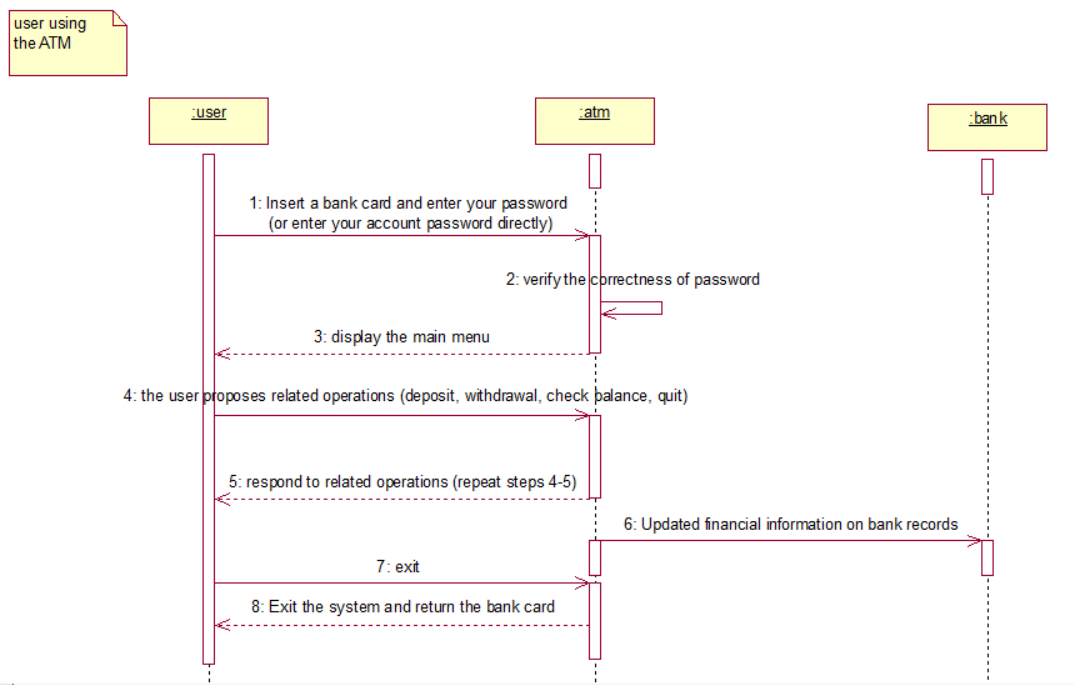 user using
the ATM
:user
:atm
:bank
1: Insert a bank card and enter your password
(or enter your account password directly)
2: verify the correctness of password
3: display the main menu
4: the user proposes related operations (deposit, withdrawal, check balance, quit)
5: respond to related operations (repeat steps 4-5)
6: Updated financial information on bank records
7: exit
8: Exit the system and return the bank card